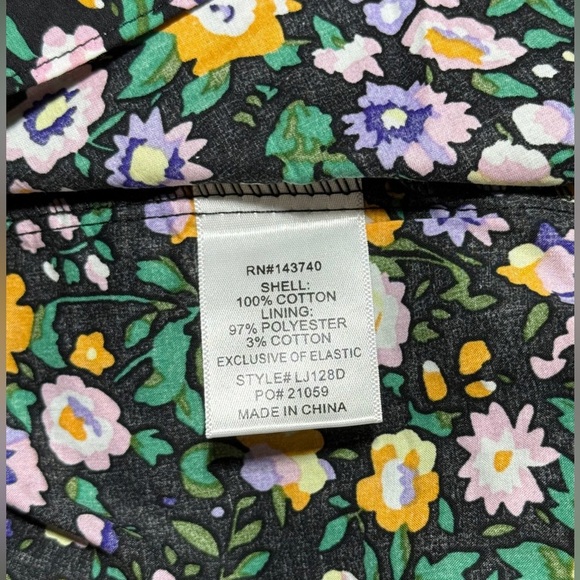 RN#143740
SHELL:
100% COTTON
LINING:
97% POLYESTER
3% COTTON
EXCLUSIVE OF ELASTIC
STYLE# LJ128D
PO# 21059
MADE IN CHINA